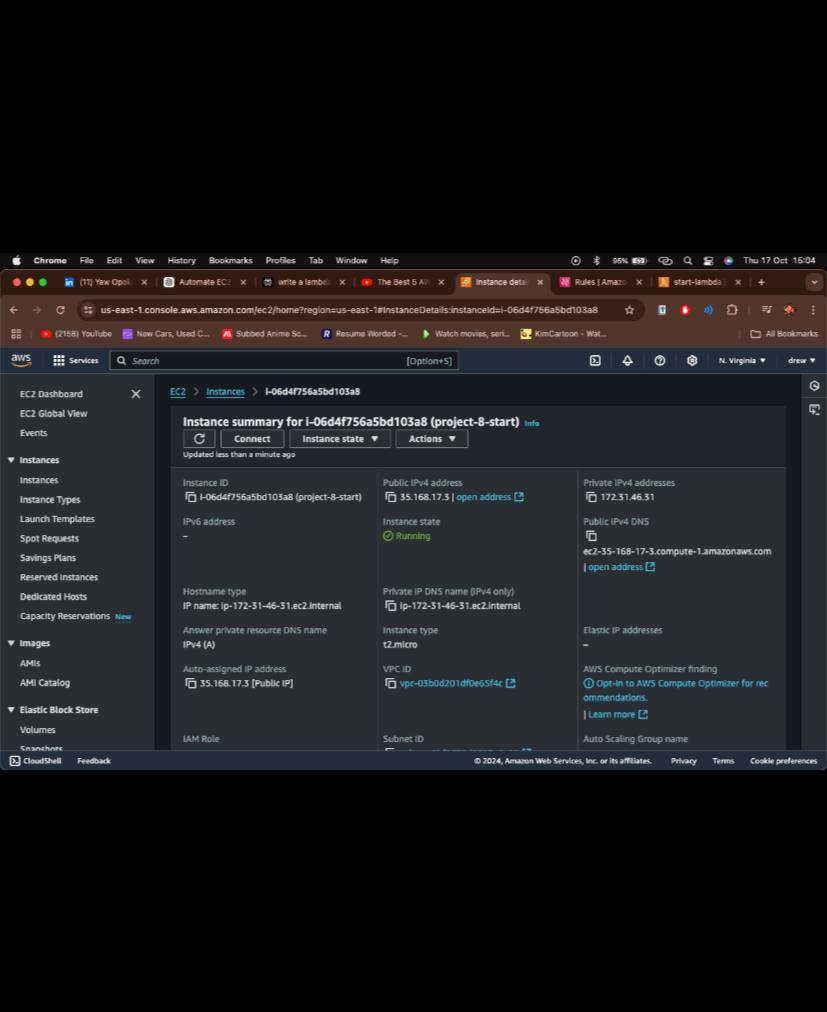 Chrome File Edit View History Bookmarks Profiles Tab Window Help 95% Thu 17 Oct 15:04
(11) Yaw Opok Automate EC2 write a lambd The Best 5 AW Instance detai Rules | Amazo start-lambda
us-east-1.console.aws.amazon.com/ec2/home?region=us-east-1#InstanceDetails:instanceId=i-06d4f756a5bd103a8
(2158) YouTube New Cars, Used C... Subbed Anime Sc... Resume Worded -... Watch movies, seri... KimCartoon - Wat... All Bookmarks
aws Services Search [Option+S] N. Virginia drew
EC2 Dashboard
EC2 Global View
Events
Instances
Instances
Instance Types
Launch Templates
Spot Requests
Savings Plans
Reserved Instances
Dedicated Hosts
Capacity Reservations New
Images
AMIs
AMI Catalog
Elastic Block Store
Volumes
Snapshots
EC2 > Instances > i-06d4f756a5bd103a8
Instance summary for i-06d4f756a5bd103a8 (project-8-start) Info
Connect Instance state Actions
Updated less than a minute ago
Instance ID
i-06d4f756a5bd103a8 (project-8-start)
Public IPv4 address
35.168.17.3 | open address
Private IPv4 addresses
172.31.46.31
IPv6 address
–
Instance state
Running
Public IPv4 DNS
ec2-35-168-17-3.compute-1.amazonaws.com
| open address
Hostname type
IP name: ip-172-31-46-31.ec2.internal
Private IP DNS name (IPv4 only)
ip-172-31-46-31.ec2.internal
Answer private resource DNS name
IPv4 (A)
Instance type
t2.micro
Elastic IP addresses
–
Auto-assigned IP address
35.168.17.3 [Public IP]
VPC ID
vpc-03b0d201df0e65f4c
AWS Compute Optimizer finding
Opt-in to AWS Compute Optimizer for rec
ommendations.
| Learn more
IAM Role
Subnet ID
Auto Scaling Group name
CloudShell Feedback © 2024, Amazon Web Services, Inc. or its affiliates. Privacy Terms Cookie preferences